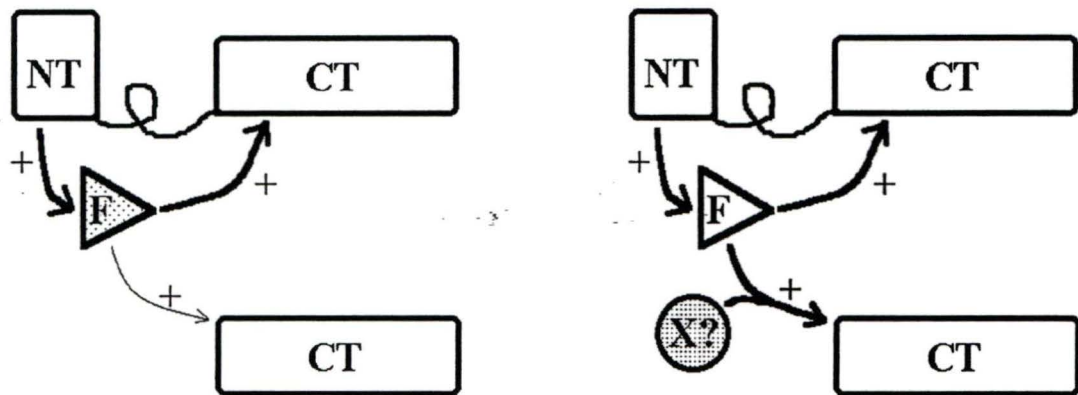 NT CT NT CT
+ + + +
F F
+ X? +
CT CT